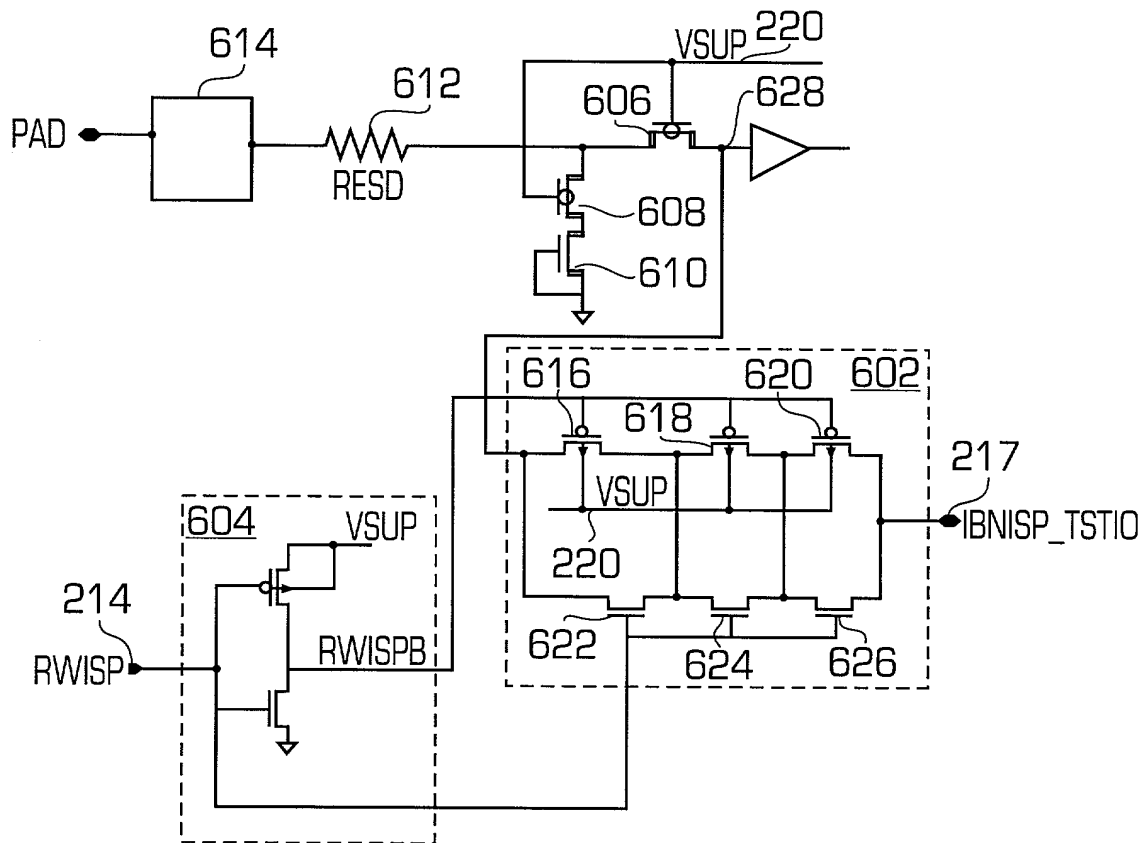 614
220
VSUP
612
606
628
PAD
RESD
608
610
616
620
602
618
217
VSUP
604
VSUP
IBNISP_TSTIO
220
214
RWISPB
622
624
626
RWISP